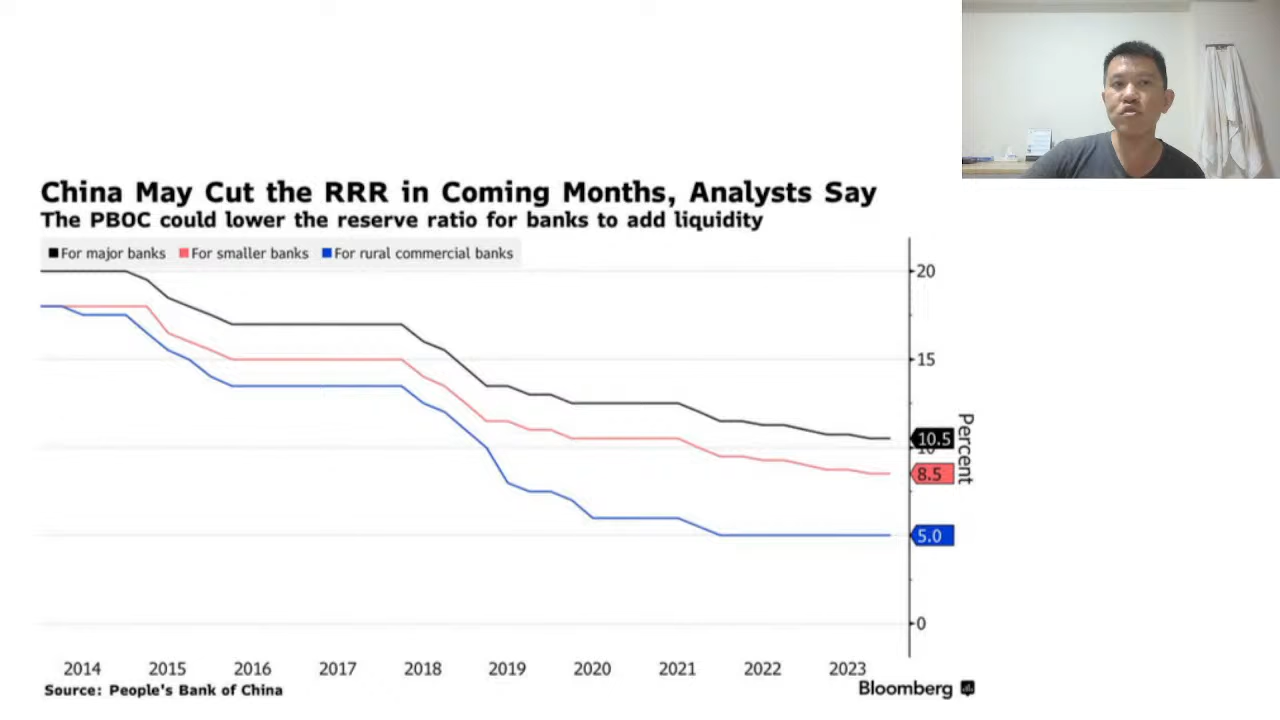 China May Cut the RRR in Coming Months, Analysts Say
The PBOC could lower the reserve ratio for banks to add liquidity
For major banks For smaller banks For rural commercial banks
20
15
10
10.5
8.5
5.0
0
Percent
2014 2015 2016 2017 2018 2019 2020 2021 2022 2023
Source: People's Bank of China
Bloomberg